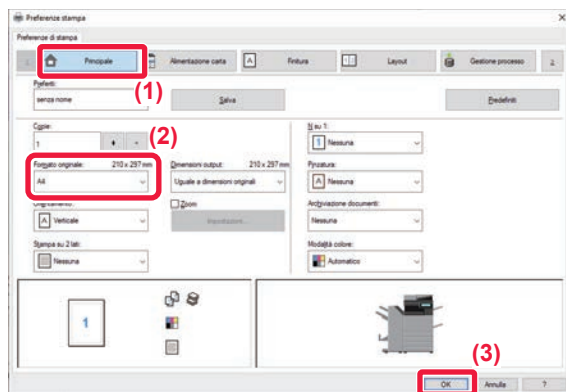 Preferenze stampa
Preferenze di stampa
Principale
Alimentazione carta
Finitura
Layout
Gestione processo
2
Preferiti:
(1)
senza nome
Salva
Predefiniti
Copie:
(2)
1
N su 1:
1 Nessuna
Formato originale: 210 x 297 mm
Dimensioni output: 210 x 297 mm
Pinzatura:
A4
Uguale a dimensioni originali
A Nessuna
Orientamento:
Zoom
Archiviazione documenti:
A Verticale
Impostazioni...
Nessuna
Stampa su 2 lati:
Modalità colore:
Nessuna
Automatico
1
(3)
OK
Annulla
?